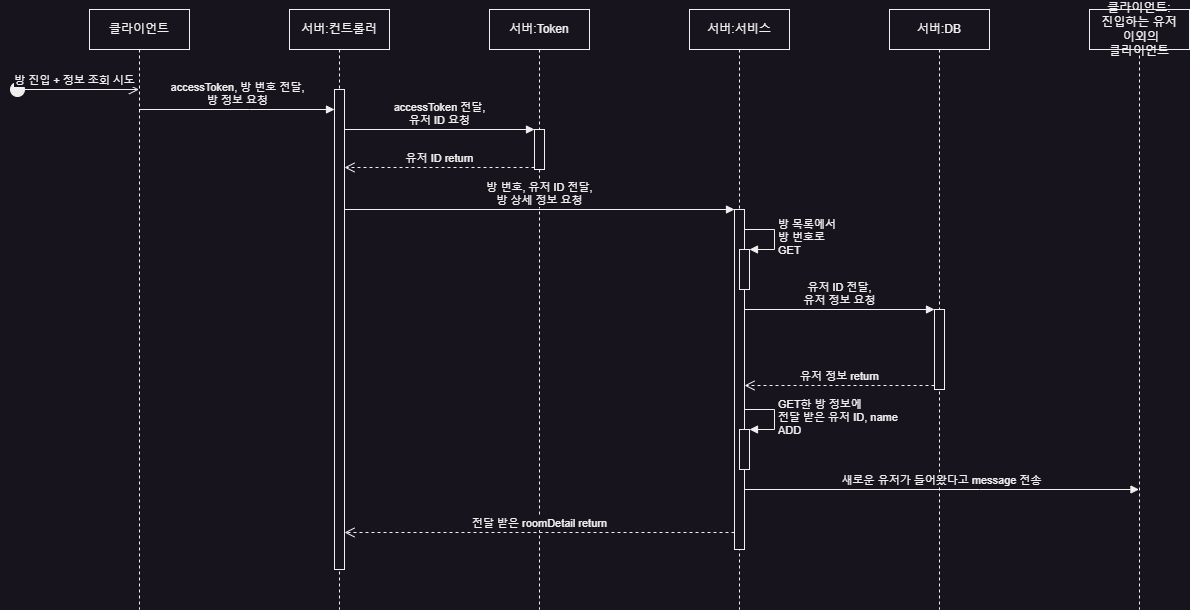 클라이언트
서버:컨트롤러
서버:Token
서버:서비스
서버:DB
클라이언트:
진입하는 유저
이외의
클라이언트
방 진입 + 정보 조회 시도
accessToken, 방 번호 전달,
방 정보 요청
accessToken 전달,
유저 ID 요청
유저 ID return
방 번호, 유저 ID 전달,
방 상세 정보 요청
방 목록에서
방 번호로
GET
유저 ID 전달,
유저 정보 요청
유저 정보 return
GET한 방 정보에
전달 받은 유저 ID, name
ADD
새로운 유저가 들어왔다고 message 전송
전달 받은 roomDetail return